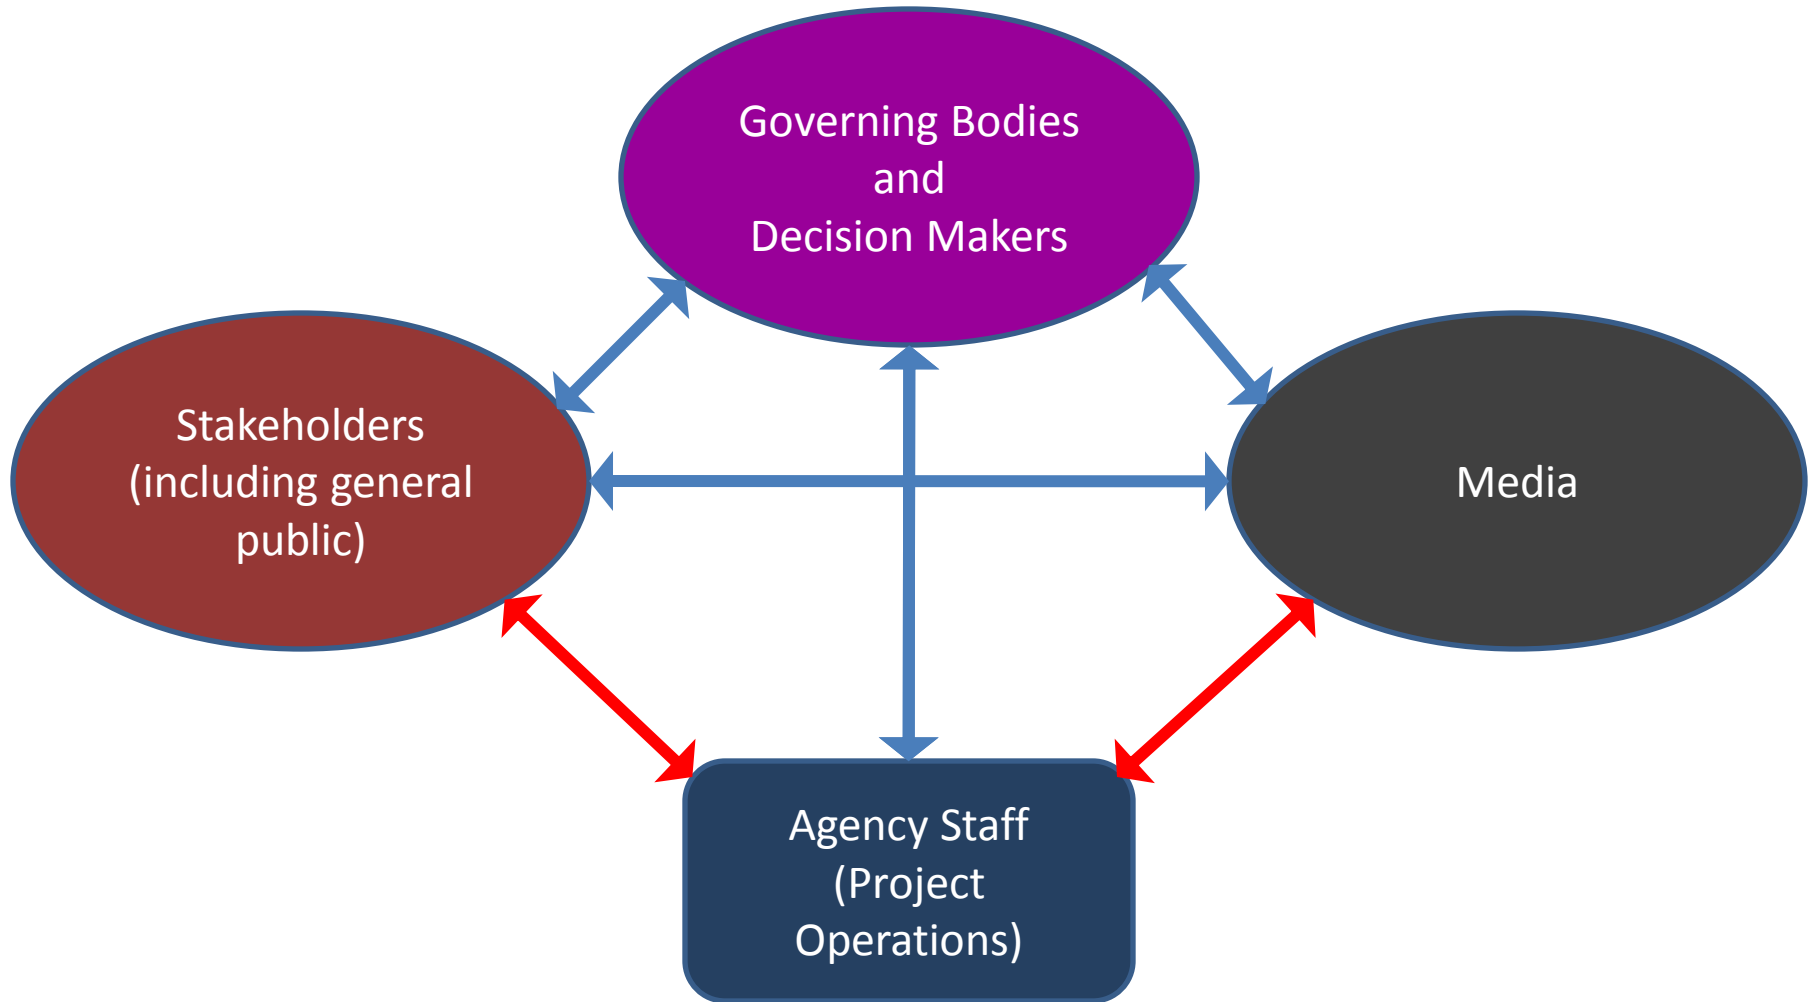 Governing Bodies
and
Decision Makers
Stakeholders
(including general
public)
Media
Agency Staff
(Project
Operations)